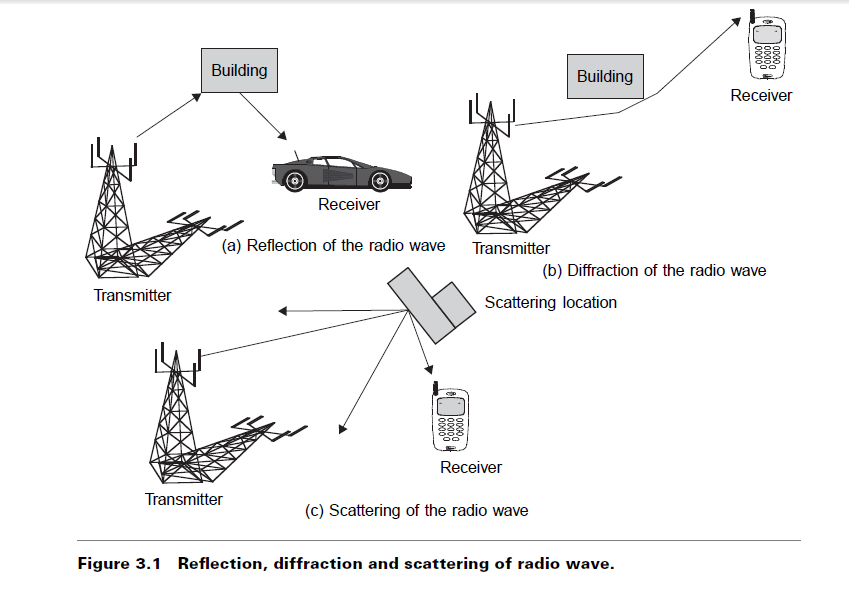 Building
Receiver
Transmitter
(a) Reflection of the radio wave
Building
Receiver
Transmitter
(b) Diffraction of the radio wave
Scattering location
Receiver
Transmitter
(c) Scattering of the radio wave
Figure 3.1 Reflection, diffraction and scattering of radio wave.